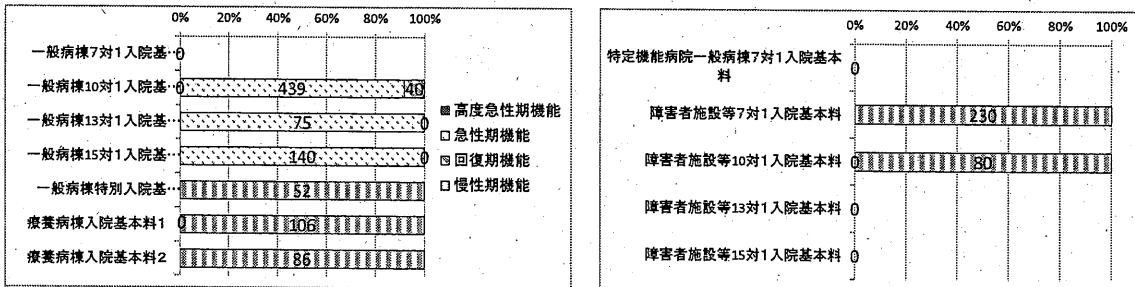 0% 20% 40% 60% 80% 100%
一般病棟7対1入院基… 0
一般病棟10対1入院基… 0 439 40
一般病棟13対1入院基… 75 0
一般病棟15対1入院基… 140 0
一般病棟特別入院基… 52
療養病棟入院基本料1 0 106
療養病棟入院基本料2 86
高度急性期機能
急性期機能
回復期機能
慢性期機能
0% 20% 40% 60% 80% 100%
特定機能病院一般病棟7対1入院基本
料 0
障害者施設等7対1入院基本料 230
障害者施設等10対1入院基本料 0 80
障害者施設等13対1入院基本料 0
障害者施設等15対1入院基本料 0